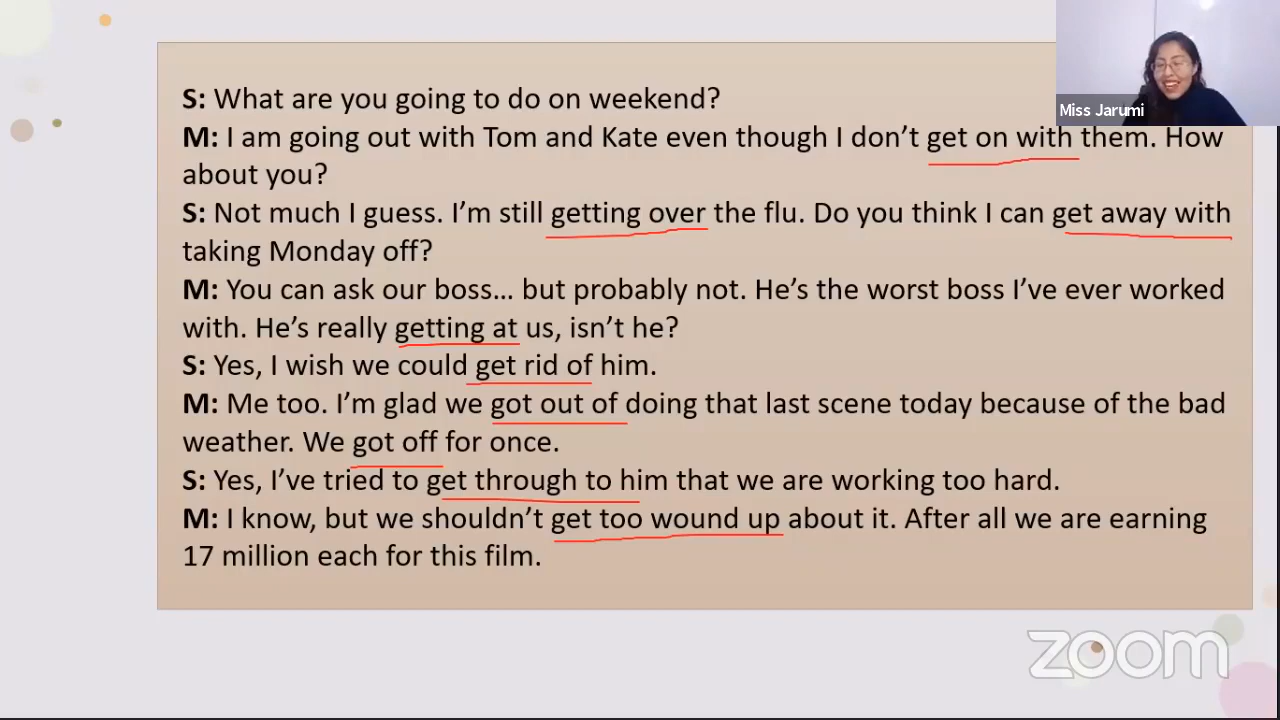 S: What are you going to do on weekend?
Miss Jarumi
M: I am going out with Tom and Kate even though I don’t get on with them. How
about you?
S: Not much I guess. I’m still getting over the flu. Do you think I can get away with
taking Monday off?
M: You can ask our boss… but probably not. He’s the worst boss I’ve ever worked
with. He’s really getting at us, isn’t he?
S: Yes, I wish we could get rid of him.
M: Me too. I’m glad we got out of doing that last scene today because of the bad
weather. We got off for once.
S: Yes, I’ve tried to get through to him that we are working too hard.
M: I know, but we shouldn’t get too wound up about it. After all we are earning
17 million each for this film.
zoom